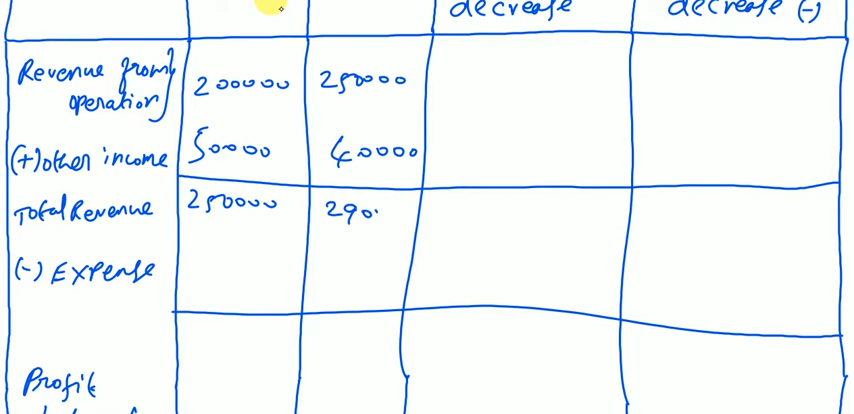 decrease decrease (-)
Revenue from
operation 200000 250000
(+) other income 50000 40000
Total Revenue 250000 290
(-) Expense
Profit